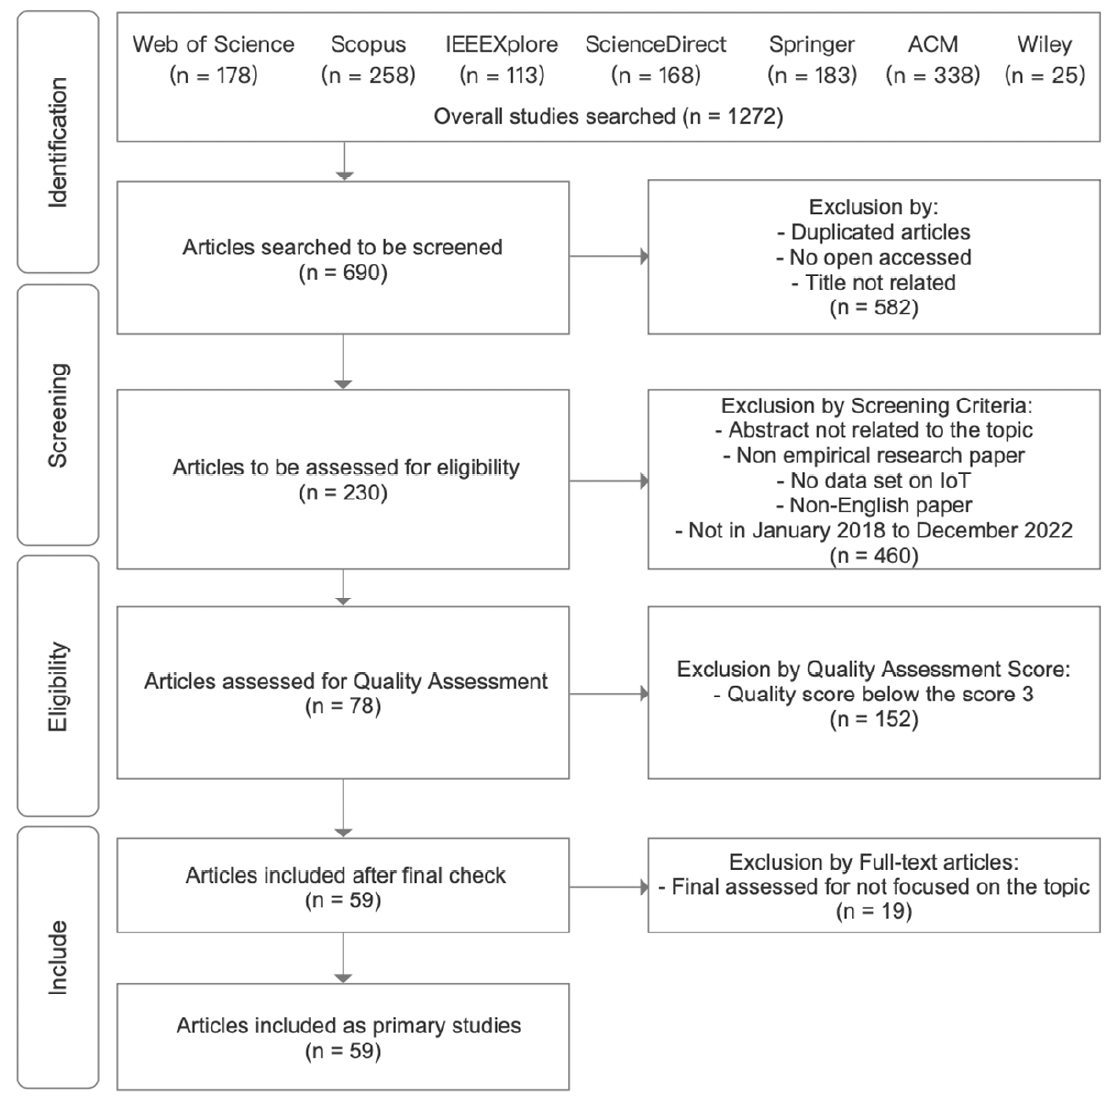 Identification
Web of Science Scopus IEEEXplore ScienceDirect Springer ACM Wiley
(n = 178) (n = 258) (n = 113) (n = 168) (n = 183) (n = 338) (n = 25)
Overall studies searched (n = 1272)
Articles searched to be screened
(n = 690)
Exclusion by:
- Duplicated articles
- No open accessed
- Title not related
(n = 582)
Screening
Articles to be assessed for eligibility
(n = 230)
Exclusion by Screening Criteria:
- Abstract not related to the topic
- Non empirical research paper
- No data set on IoT
- Non-English paper
- Not in January 2018 to December 2022
(n = 460)
Eligibility
Articles assessed for Quality Assessment
(n = 78)
Exclusion by Quality Assessment Score:
- Quality score below the score 3
(n = 152)
Include
Articles included after final check
(n = 59)
Exclusion by Full-text articles:
- Final assessed for not focused on the topic
(n = 19)
Articles included as primary studies
(n = 59)